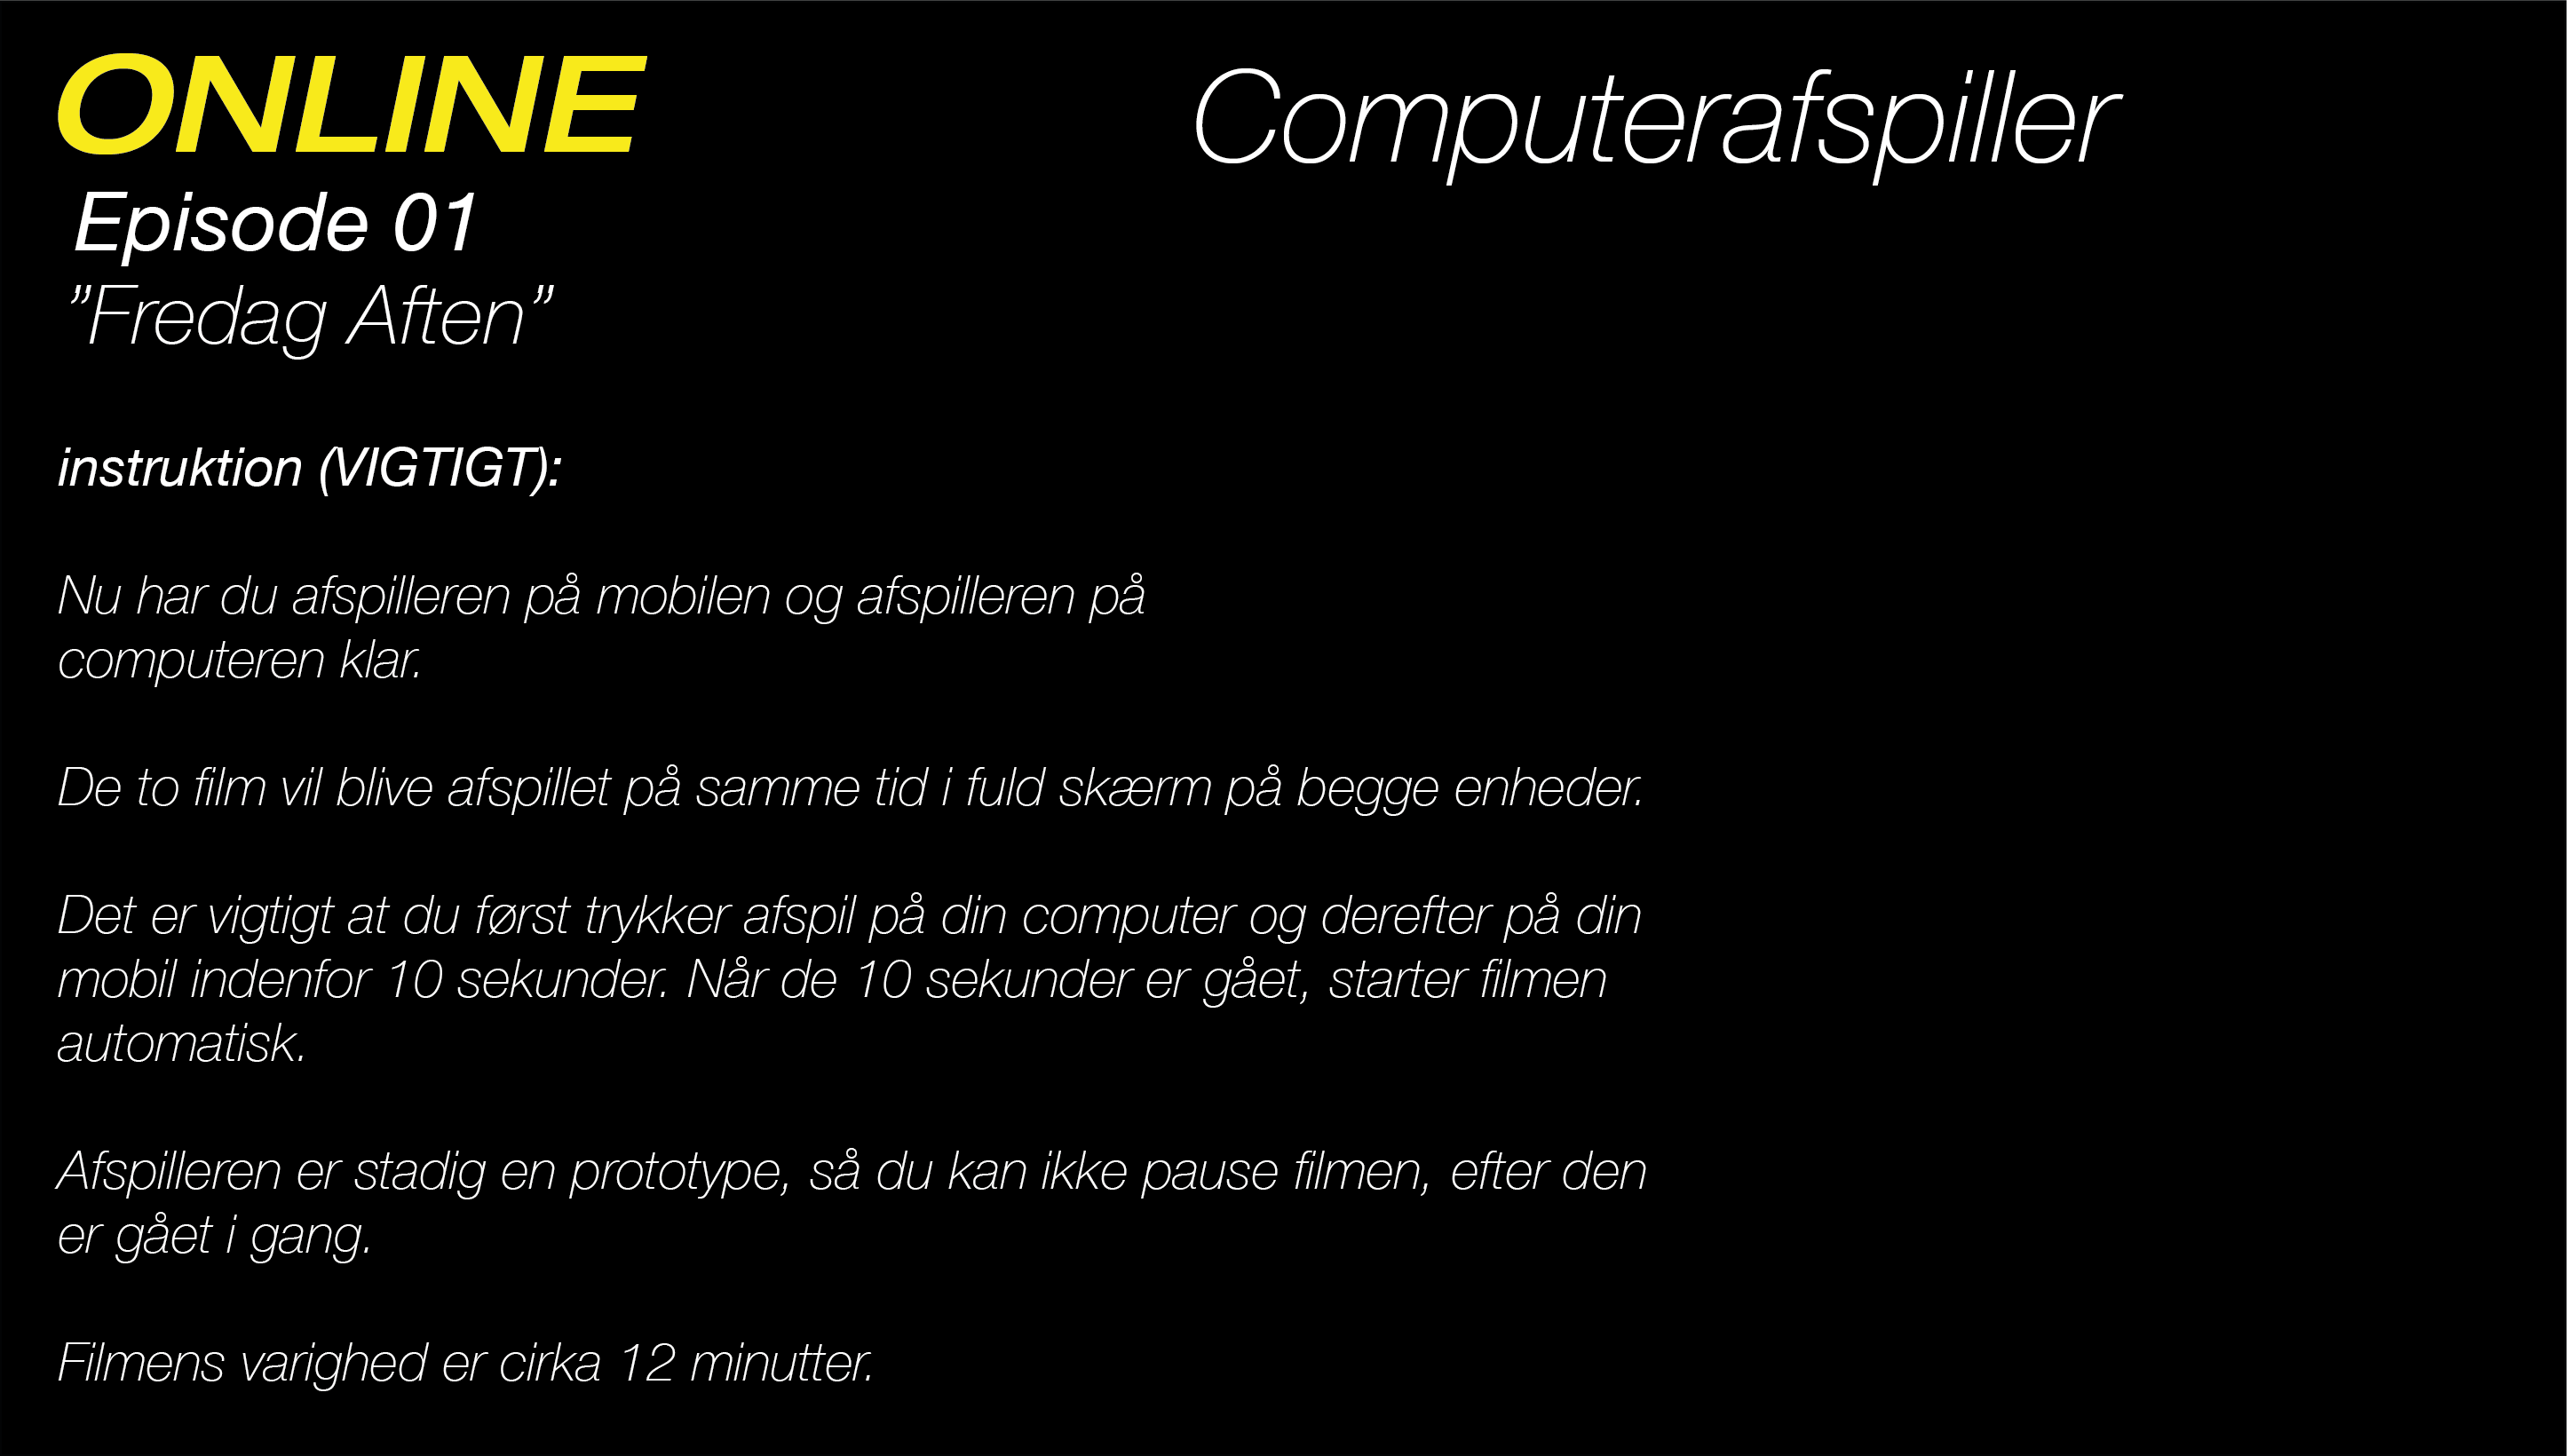 ONLINE
Computerafspiller
Episode 01
”Fredag Aften”
instruktion (VIGTIGT):
Nu har du afspilleren på mobilen og afspilleren på
computeren klar.
De to film vil blive afspillet på samme tid i fuld skærm på begge enheder.
Det er vigtigt at du først trykker afspil på din computer og derefter på din
mobil indenfor 10 sekunder. Når de 10 sekunder er gået, starter filmen
automatisk.
Afspilleren er stadig en prototype, så du kan ikke pause filmen, efter den
er gået i gang.
Filmens varighed er cirka 12 minutter.